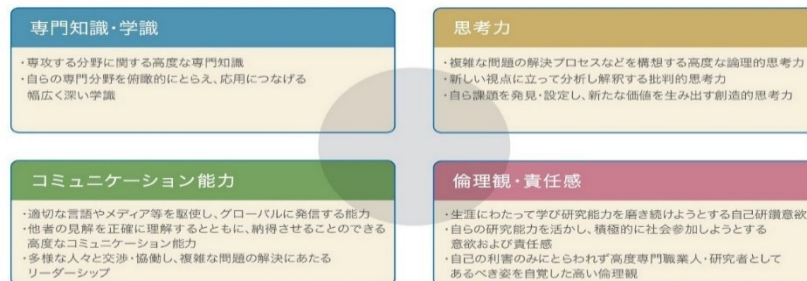 専門知識・学識
・専攻する分野に関する高度な専門知識
・自らの専門分野を俯瞰的にとらえ、応用につなげる
幅広く深い学識
思考力
・複雑な問題の解決プロセスなどを構想する高度な論理的思考力
・新しい視点に立って分析し解釈する批判的思考力
・自ら課題を発見・設定し、新たな価値を生み出す創造的思考力
コミュニケーション能力
・適切な言語やメディア等を駆使し、グローバルに発信する能力
・他者の見解を正確に理解するとともに、納得させることのできる
高度なコミュニケーション能力
・多様な人々と交渉・協働し、複雑な問題の解決にあたる
リーダーシップ
倫理観・責任感
・生涯にわたって学び研究能力を磨き続けようとする自己研鑽意欲
・自らの研究能力を活かし、積極的に社会参加しようとする
意欲および責任感
・自己の利害のみにとらわれず高度専門職業人・研究者として
あるべき姿を自覚した高い倫理観